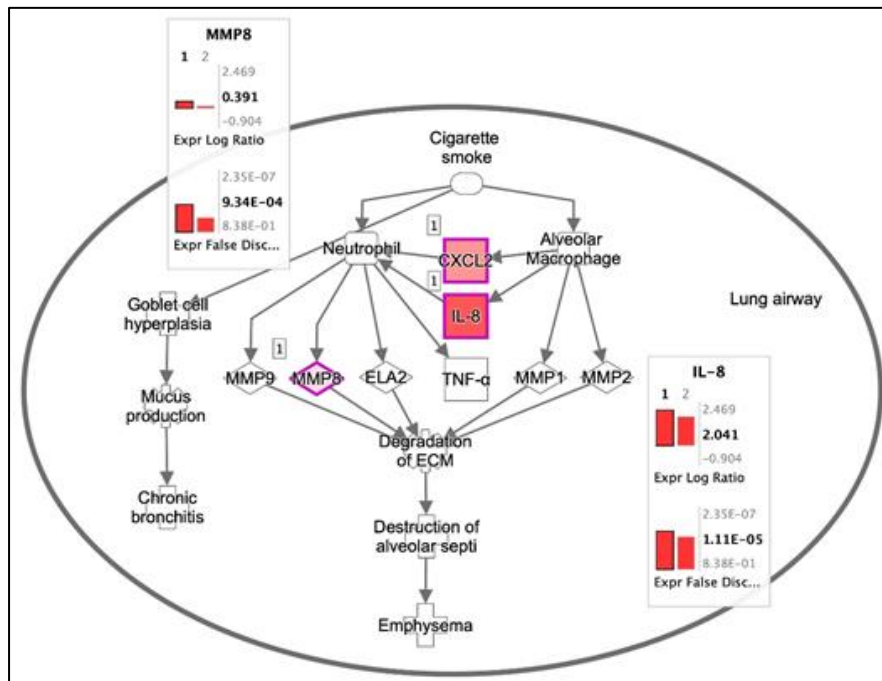 MMP8
1 2
2.469
0.391
-0.904
Expr Log Ratio
2.35E-07
9.34E-04
8.38E-01
Expr False Disc...
Cigarette
smoke
1
Neutrophil
CXCL2
Alveolar
Macrophage
1
IL-8
Lung airway
Goblet cell
hyperplasia
1
MMP9
MMP8
ELA2
TNF-α
MMP1
MMP2
Mucus
production
Degradation
of ECM
Chronic
bronchitis
Destruction of
alveolar septi
Emphysema
IL-8
1 2
2.469
2.041
-0.904
Expr Log Ratio
2.35E-07
1.11E-05
8.38E-01
Expr False Disc...